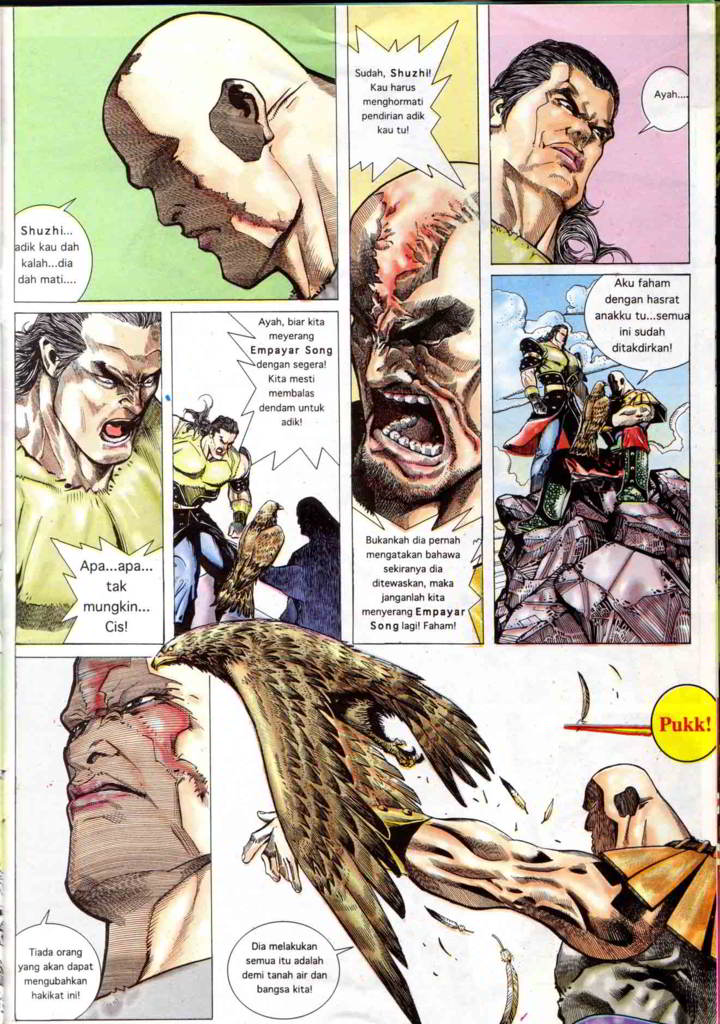 Shuzhi...
adik kau dah
kalah...dia
dah mati....
Apa...apa...
tak
mungkin...
Cis!
Ayah, biar kita
meyerang
Empayar Song
dengan segera!
Kita mesti
membalas
dendam untuk
adik!
Sudah, Shuzhi!
Kau harus
menghormati
pendirian adik
kau tu!
Bukankah dia pernah
mengatakan bahawa
sekiranya dia
ditewaskan, maka
janganlah kita
menyerang Empayar
Song lagi! Faham!
Ayah....
Aku faham
dengan hasrat
anakku tu...semua
ini sudah
ditakdirkan!
Tiada orang
yang akan dapat
mengubahkan
hakikat ini!
Dia melakukan
semua itu adalah
demi tanah air dan
bangsa kita!
Pukk!